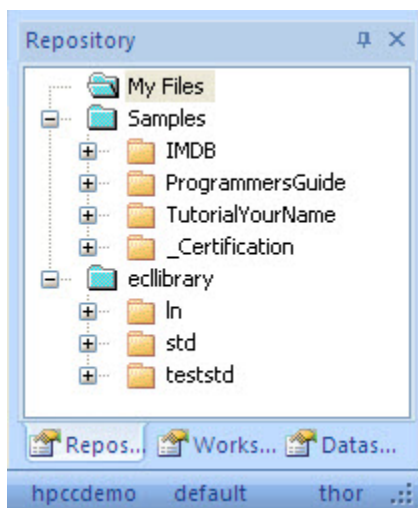 Repository
My Files
Samples
IMDB
ProgrammersGuide
TutorialYourName
_Certification
ecllibrary
ln
std
teststd
Repos... Works... Datas...
hpccdemo default thor